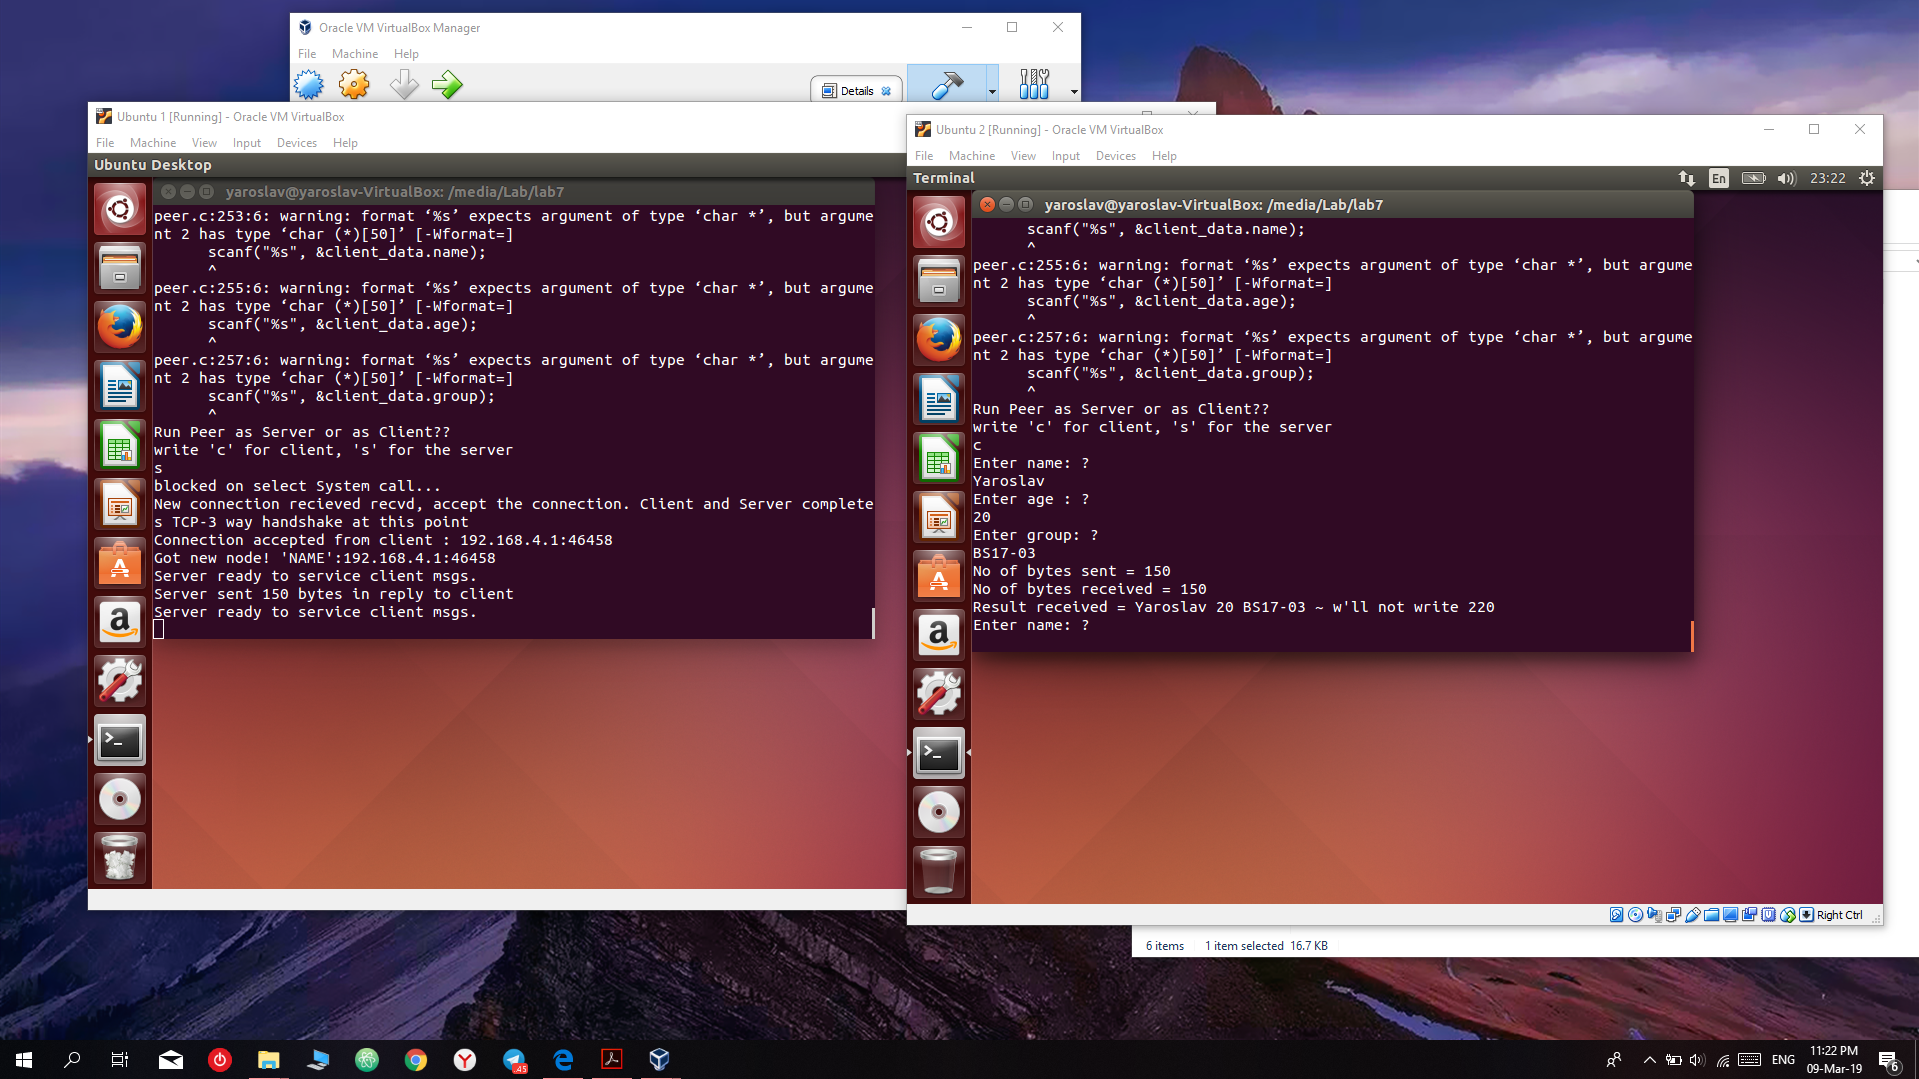 Oracle VM VirtualBox Manager
File Machine Help
Details
Ubuntu 1 [Running] - Oracle VM VirtualBox
File Machine View Input Devices Help
Ubuntu Desktop
yaroslav@yaroslav-VirtualBox: /media/Lab/lab7
peer.c:253:6: warning: format ‘%s’ expects argument of type ‘char *’, but argume
nt 2 has type ‘char (*)[50]’ [-Wformat=]
scanf("%s", &client_data.name);
^
peer.c:255:6: warning: format ‘%s’ expects argument of type ‘char *’, but argume
nt 2 has type ‘char (*)[50]’ [-Wformat=]
scanf("%s", &client_data.age);
^
peer.c:257:6: warning: format ‘%s’ expects argument of type ‘char *’, but argume
nt 2 has type ‘char (*)[50]’ [-Wformat=]
scanf("%s", &client_data.group);
^
Run Peer as Server or as Client??
write 'c' for client, 's' for the server
s
blocked on select System call...
New connection recieved recvd, accept the connection. Client and Server complete
s TCP-3 way handshake at this point
Connection accepted from client : 192.168.4.1:46458
Got new node! 'NAME':192.168.4.1:46458
Server ready to service client msgs.
Server sent 150 bytes in reply to client
Server ready to service client msgs.
Ubuntu 2 [Running] - Oracle VM VirtualBox
File Machine View Input Devices Help
Terminal En 23:22
yaroslav@yaroslav-VirtualBox: /media/Lab/lab7
scanf("%s", &client_data.name);
^
peer.c:255:6: warning: format ‘%s’ expects argument of type ‘char *’, but argume
nt 2 has type ‘char (*)[50]’ [-Wformat=]
scanf("%s", &client_data.age);
^
peer.c:257:6: warning: format ‘%s’ expects argument of type ‘char *’, but argume
nt 2 has type ‘char (*)[50]’ [-Wformat=]
scanf("%s", &client_data.group);
^
Run Peer as Server or as Client??
write 'c' for client, 's' for the server
c
Enter name: ?
Yaroslav
Enter age : ?
20
Enter group: ?
BS17-03
No of bytes sent = 150
No of bytes received = 150
Result received = Yaroslav 20 BS17-03 ~ w'll not write 220
Enter name: ?
Right Ctrl
6 items 1 item selected 16.7 KB
45
ENG
11:22 PM
09-Mar-19
6